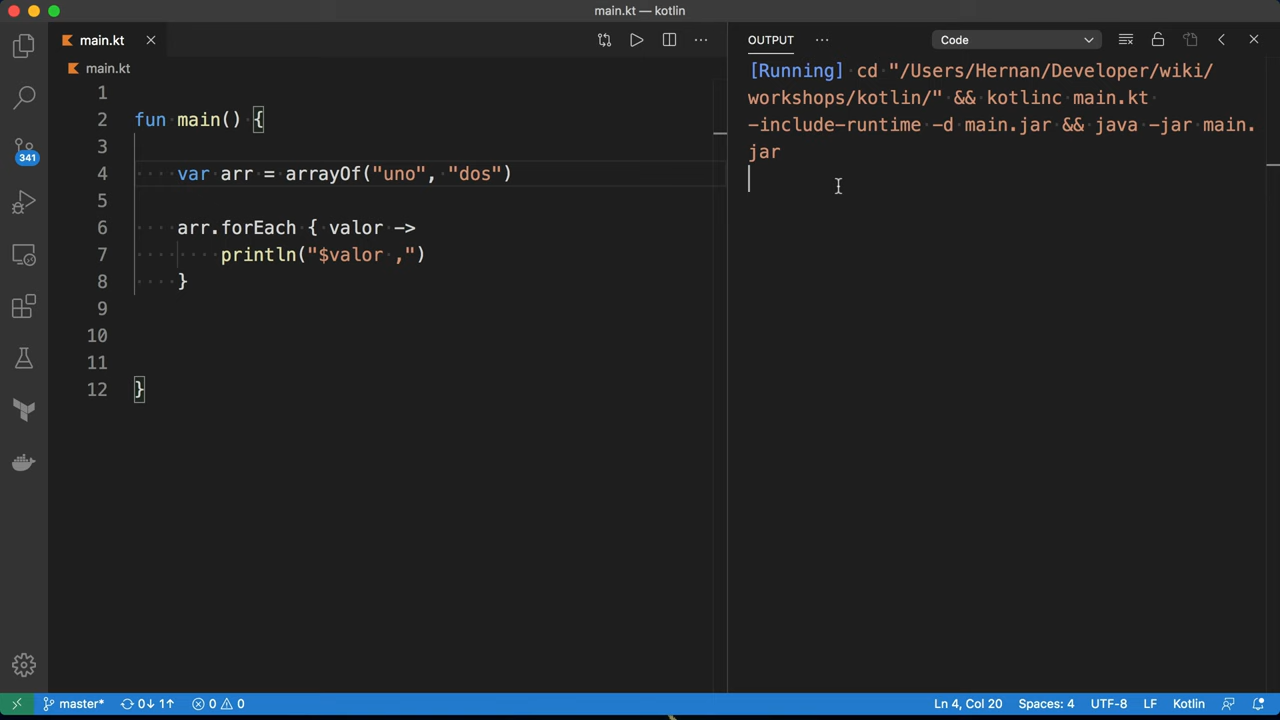 main.kt — kotlin
main.kt
main.kt
1
2 fun main() {
3
4 var arr = arrayOf("uno", "dos")
5
6 arr.forEach { valor ->
7 println("$valor ,")
8 }
9
10
11
12 }
OUTPUT
Code
[Running] cd "/Users/Hernan/Developer/wiki/
workshops/kotlin/" && kotlinc main.kt
-include-runtime -d main.jar && java -jar main.
jar
341
master*
0↓ 1↑
0
0
Ln 4, Col 20
Spaces: 4
UTF-8
LF
Kotlin